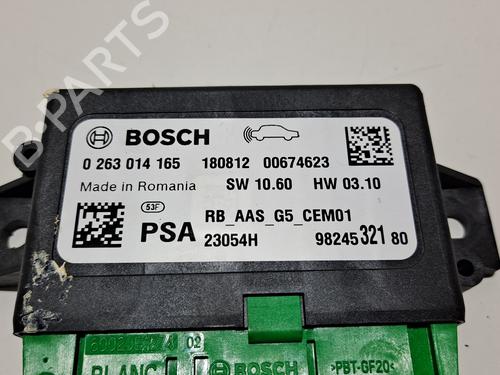 BOSCH
0 263 014 165 180812 00674623
Made in Romania SW 10.60 HW 03.10
53F RB_AAS_G5_CEM01
PSA 23054H 98245 321 80
02
BLANC BOSCH >PBT-GF20<
B-PARTS